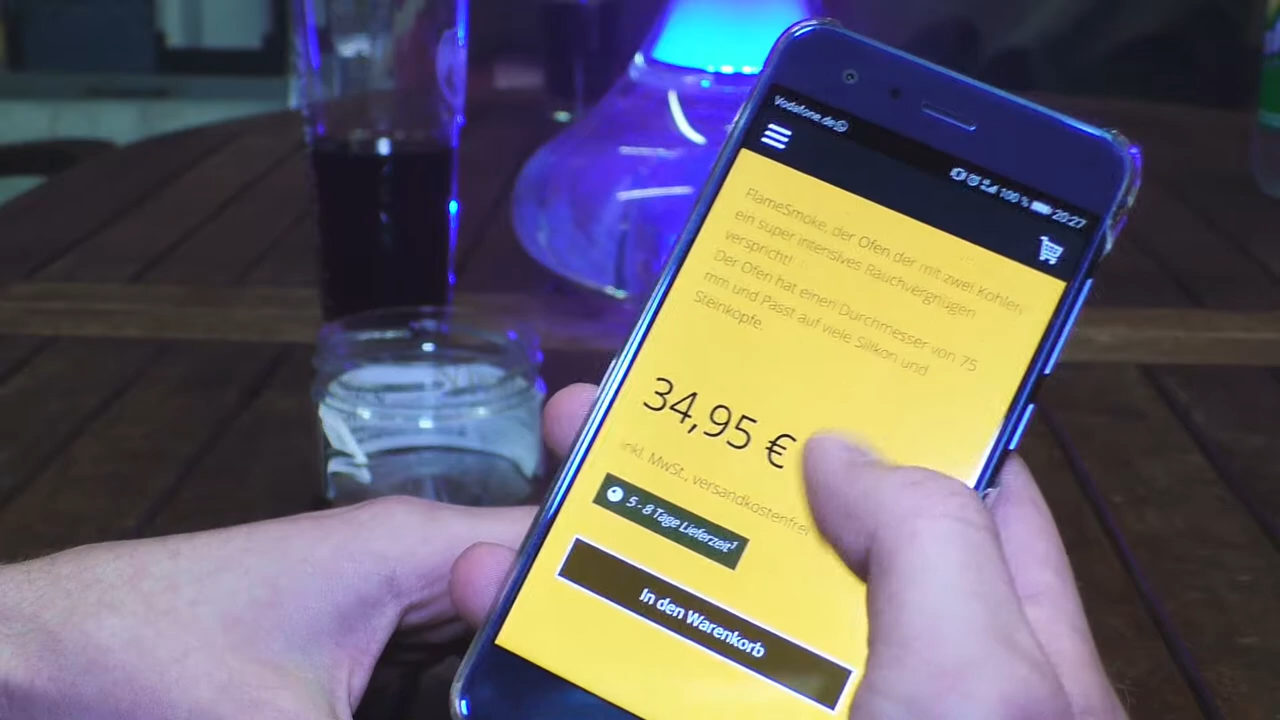 Vodafone.de
100 % 20:27
FlameSmoke, der Ofen der mit zwei Kohlen
ein super intensives Rauchvergnügen
verspricht!
Der Ofen hat einen Durchmesser von 75
mm und Passt auf viele Silikon und
Steinköpfe.
34,95 €
inkl. MwSt., versandkostenfrei
5 - 8 Tage Lieferzeit¹
In den Warenkorb